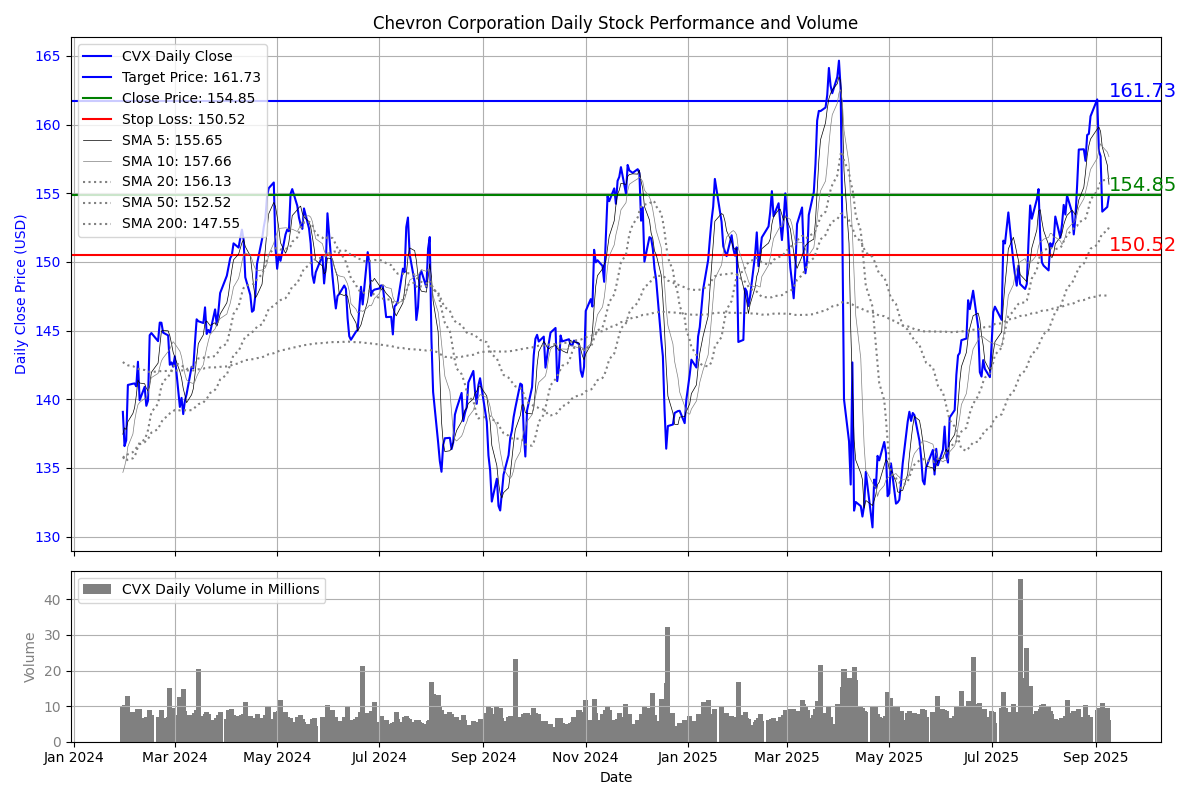 Chevron Corporation Daily Stock Performance and Volume
CVX Daily Close
Target Price: 161.73
Close Price: 154.85
Stop Loss: 150.52
SMA 5: 155.65
SMA 10: 157.66
SMA 20: 156.13
SMA 50: 152.52
SMA 200: 147.55
161.73
154.85
150.52
165
160
155
150
145
140
135
130
Daily Close Price (USD)
CVX Daily Volume in Millions
40
30
20
10
0
Volume
Jan 2024 Mar 2024 May 2024 Jul 2024 Sep 2024 Nov 2024 Jan 2025 Mar 2025 May 2025 Jul 2025 Sep 2025
Date